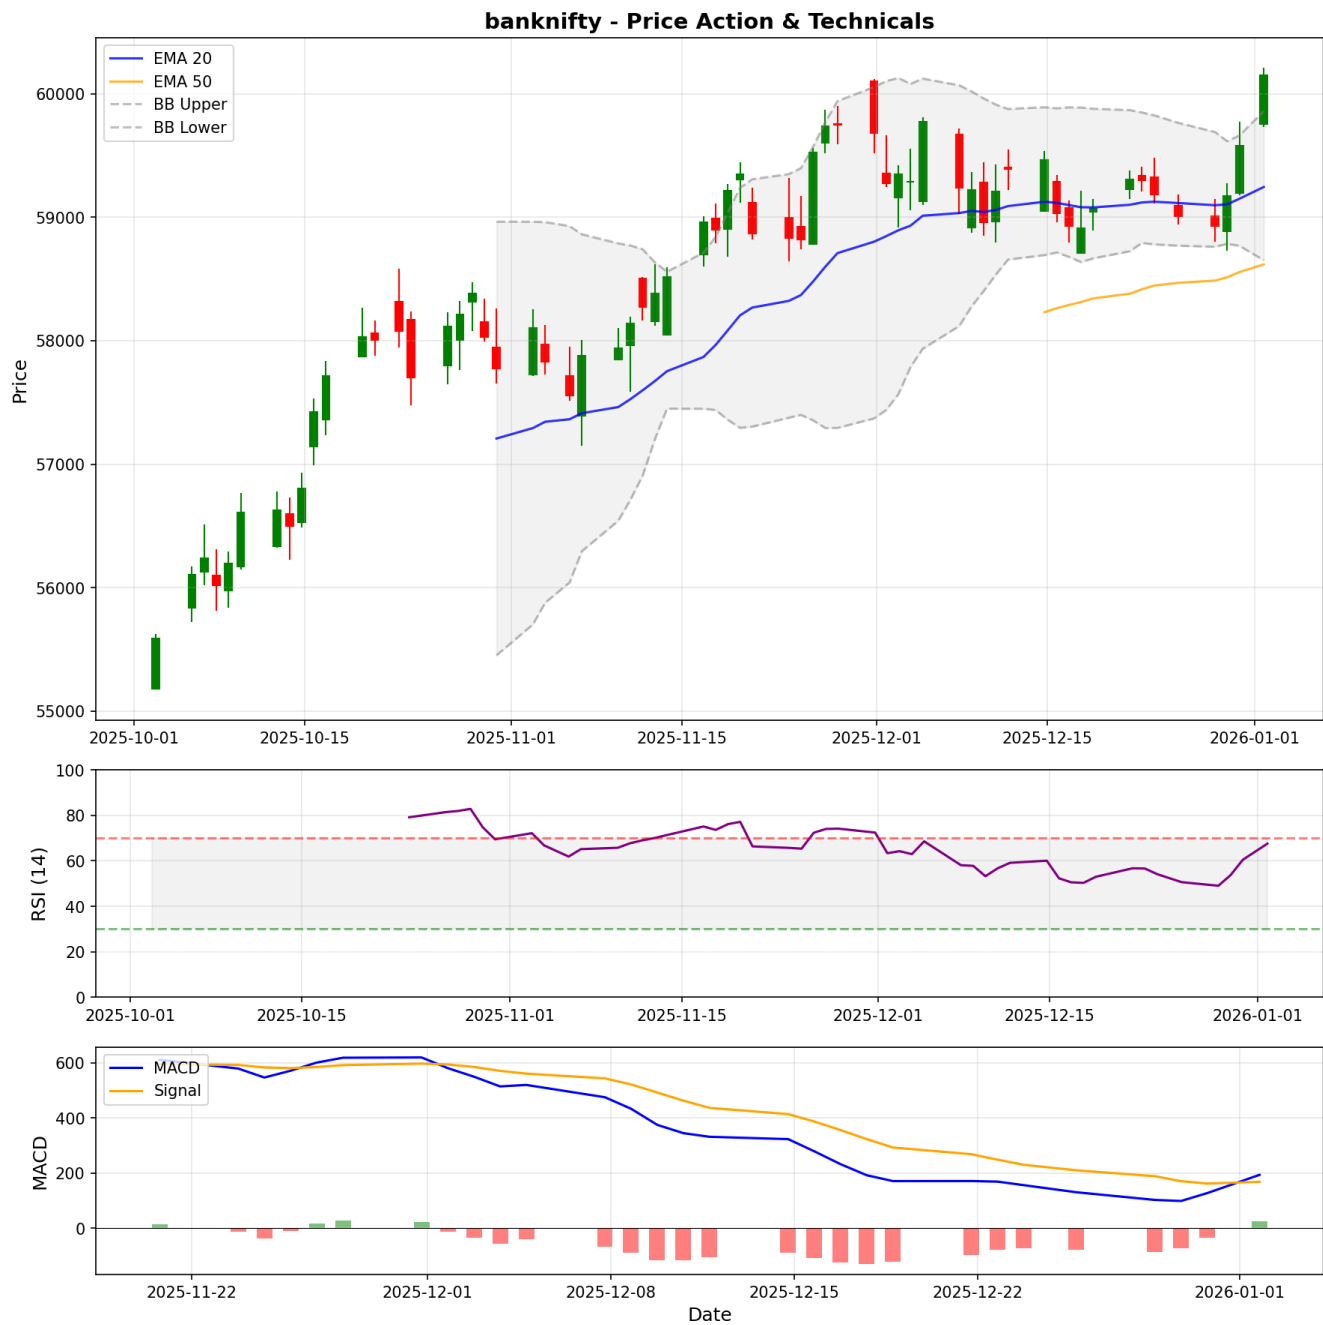 banknifty - Price Action & Technicals
EMA 20
EMA 50
BB Upper
BB Lower
60000
59000
58000
57000
56000
55000
Price
2025-10-01 2025-10-15 2025-11-01 2025-11-15 2025-12-01 2025-12-15 2026-01-01
100
80
60
40
20
0
RSI (14)
2025-10-01 2025-10-15 2025-11-01 2025-11-15 2025-12-01 2025-12-15 2026-01-01
MACD
Signal
600
400
200
0
MACD
2025-11-22 2025-12-01 2025-12-08 2025-12-15 2025-12-22 2026-01-01
Date